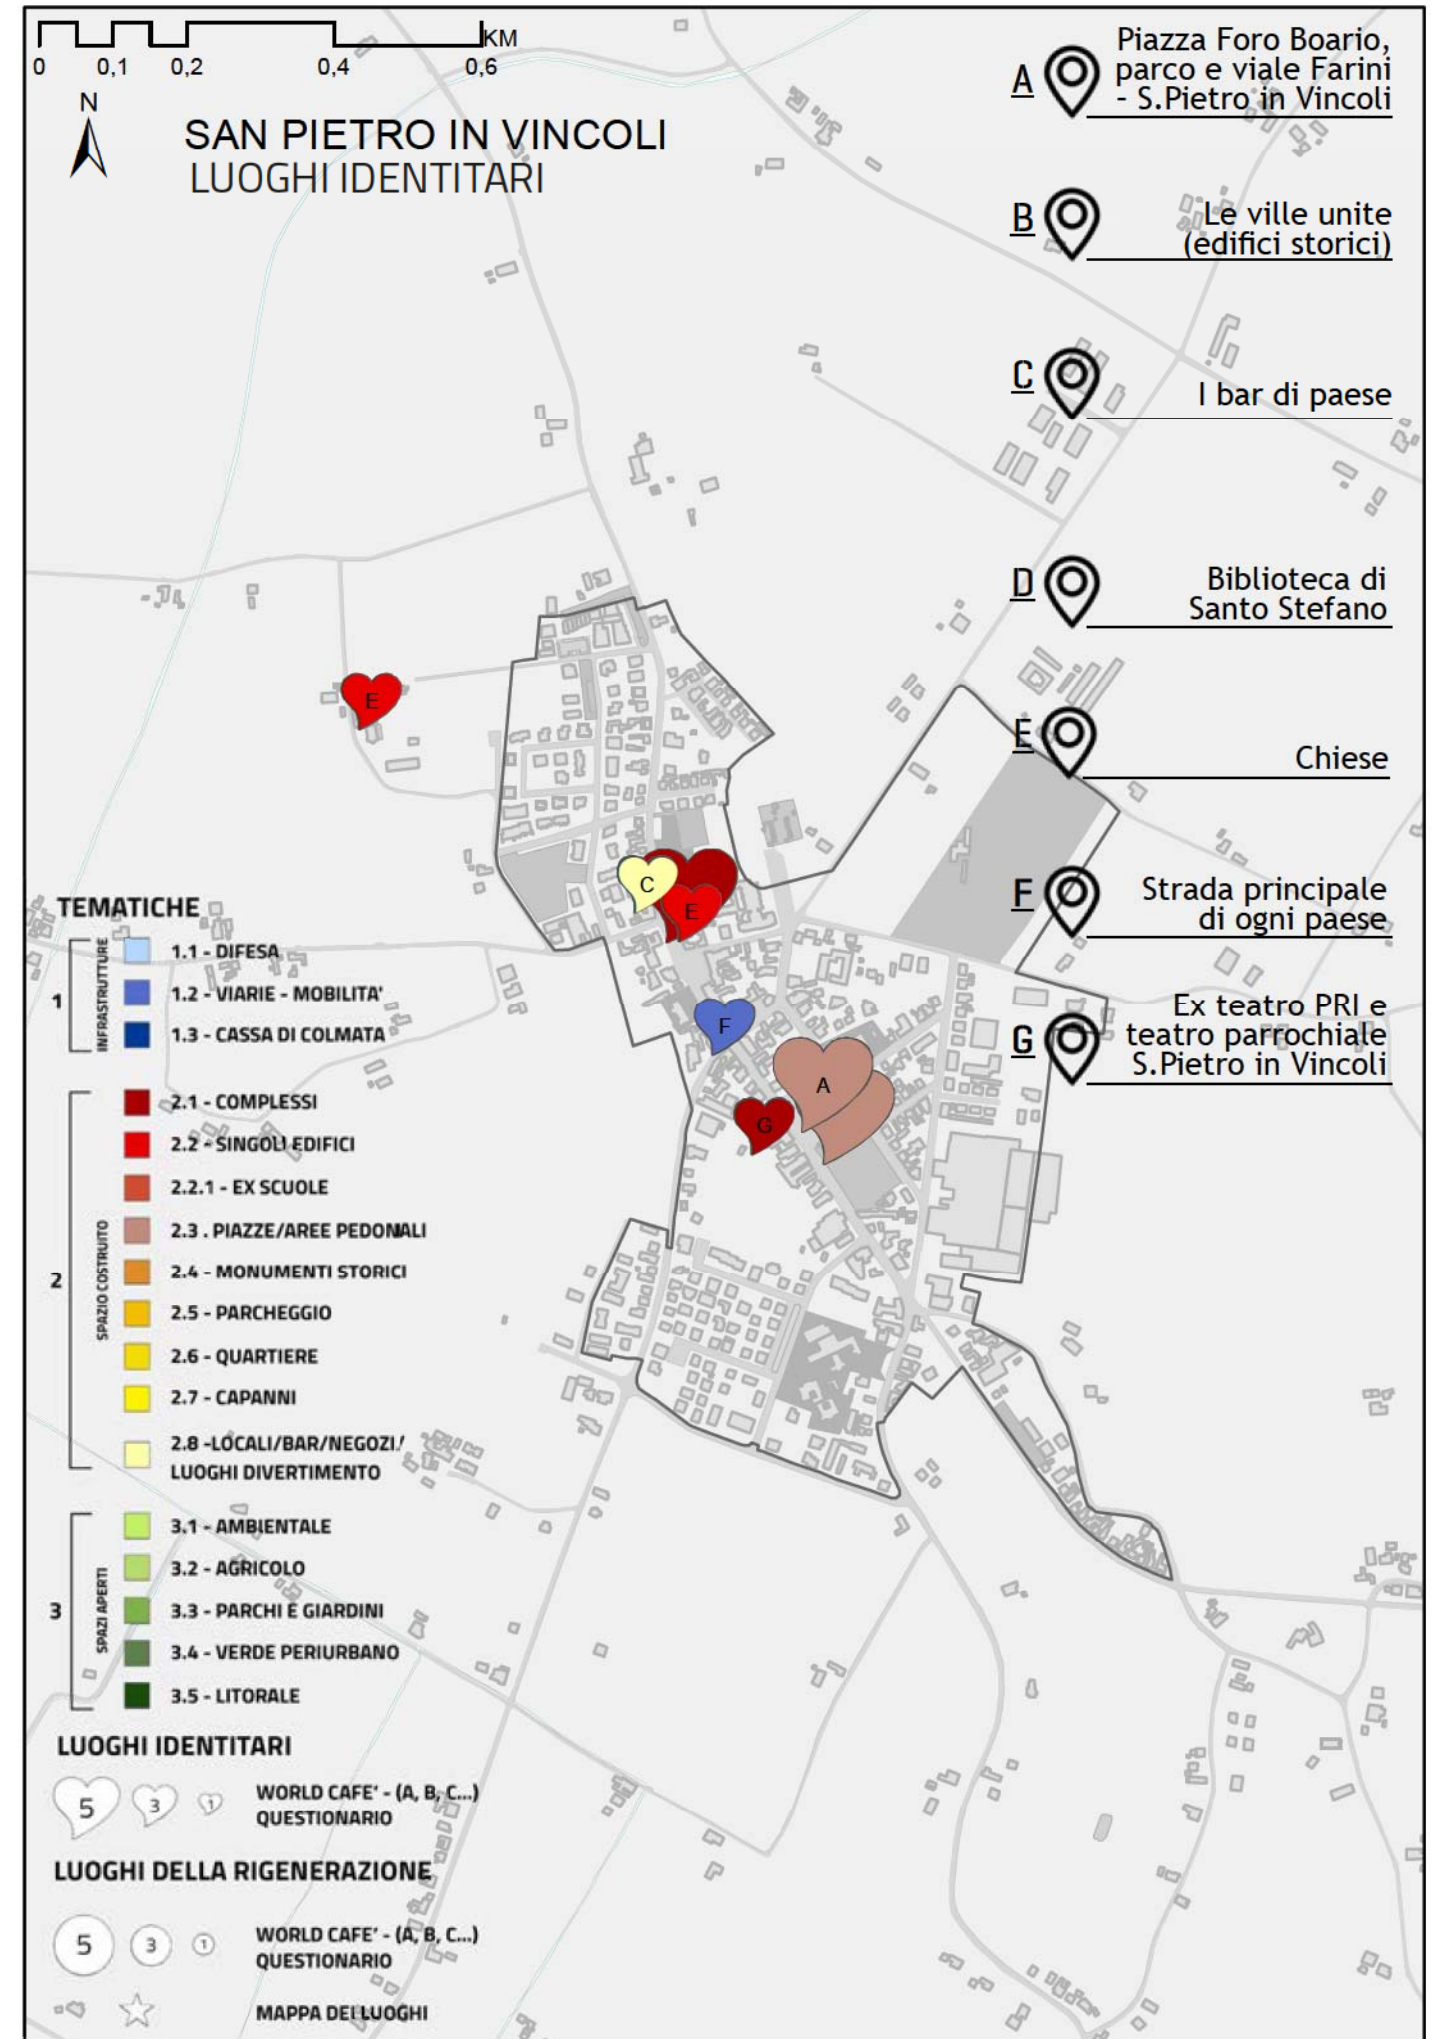 KM
0 0,1 0,2 0,4 0,6
N
SAN PIETRO IN VINCOLI
LUOGHI IDENTITARI
A
Piazza Foro Boario,
parco e viale Farini
- S.Pietro in Vincoli
B
Le ville unite
(edifici storici)
C
I bar di paese
D
Biblioteca di
Santo Stefano
E
Chiese
F
Strada principale
di ogni paese
G
Ex teatro PRI e
teatro parrochiale
S.Pietro in Vincoli
E
C
E
F
A
G
TEMATICHE
1
INFRASTRUTTURE
1.1 - DIFESA
1.2 - VIARIE - MOBILITA'
1.3 - CASSA DI COLMATA
2
SPAZIO COSTRUITO
2.1 - COMPLESSI
2.2 - SINGOLI EDIFICI
2.2.1 - EX SCUOLE
2.3 . PIAZZE/AREE PEDONALI
2.4 - MONUMENTI STORICI
2.5 - PARCHEGGIO
2.6 - QUARTIERE
2.7 - CAPANNI
2.8 -LOCALI/BAR/NEGOZI/
LUOGHI DIVERTIMENTO
3
SPAZI APERTI
3.1 - AMBIENTALE
3.2 - AGRICOLO
3.3 - PARCHI E GIARDINI
3.4 - VERDE PERIURBANO
3.5 - LITORALE
LUOGHI IDENTITARI
5 3 1
WORLD CAFE' - (A, B, C...)
QUESTIONARIO
LUOGHI DELLA RIGENERAZIONE
5 3 1
WORLD CAFE' - (A, B, C...)
QUESTIONARIO
MAPPA DEI LUOGHI